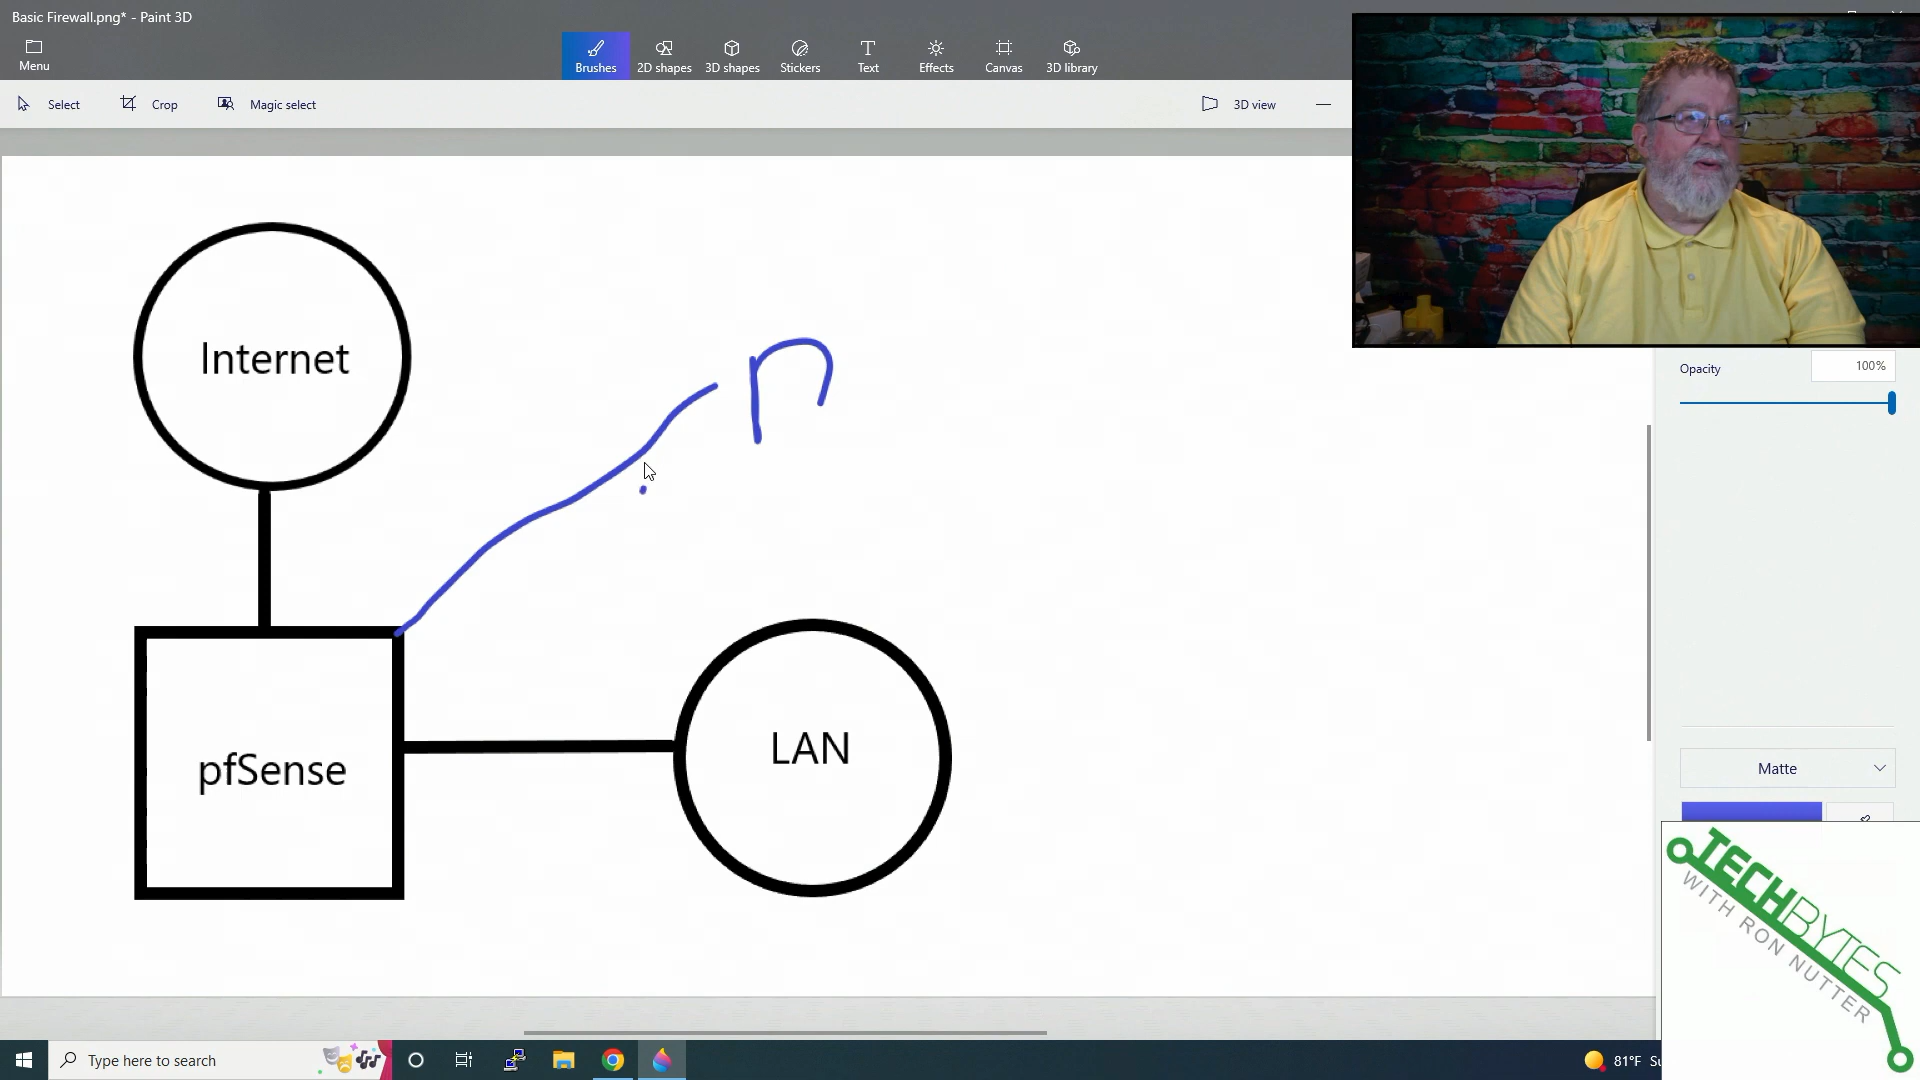 Basic Firewall.png* - Paint 3D
Menu
Brushes
2D shapes
3D shapes
Stickers
Text
Effects
Canvas
3D library
Select
Crop
Magic select
3D view
Internet
n
pfSense
LAN
Opacity
100%
Matte
TECHBYTES
WITH RON NUTTER
Type here to search
81°F Su